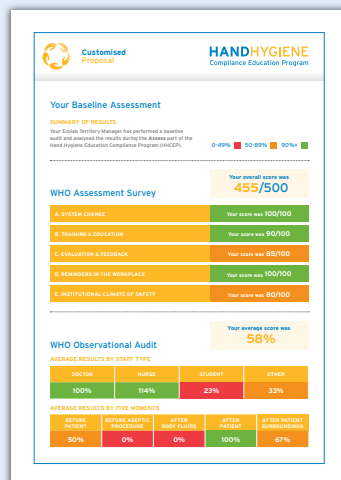 Customised
Proposal
HANDHYGIENE
Compliance Education Program
Your Baseline Assessment
SUMMARY OF RESULTS
Your Ecolab Territory Manager has performed a baseline
audit and analysed the results during the Assess part of the
Hand Hygiene Education Compliance Program (HHCEP).
0-49% 50-89% 90%+
WHO Assessment Survey
Your overall score was
455/500
A. SYSTEM CHANGE Your score was 100/100
B. TRAINING & EDUCATION Your score was 90/100
C. EVALUATION & FEEDBACK Your score was 85/100
D. REMINDERS IN THE WORKPLACE Your score was 100/100
E. INSTITUTIONAL CLIMATE OF SAFETY Your score was 80/100
WHO Observational Audit
Your average score was
58%
AVERAGE RESULTS BY STAFF TYPE
DOCTOR NURSE STUDENT OTHER
100% 114% 23% 33%
AVERAGE RESULTS BY FIVE MOMENTS
BEFORE PATIENT BEFORE ASEPTIC PROCEDURE AFTER BODY FLUIDS AFTER PATIENT AFTER PATIENT SURROUNDINGS
50% 0% 0% 100% 67%